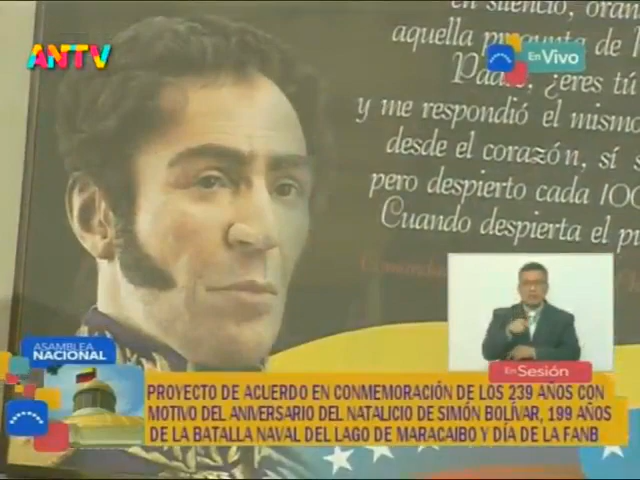 ANTV
en silencio,
aquella pregunta de
En Vivo
¿eres tú
y me respondió el mismo
desde el corazón, sí s
pero despierto cada 100
Cuando despierta el pu
ASAMBLEA
NACIONAL
En Sesión
PROYECTO DE ACUERDO EN CONMEMORACIÓN DE LOS 239 AÑOS CON
MOTIVO DEL ANIVERSARIO DEL NATALICIO DE SIMÓN BOLÍVAR, 199 AÑOS
DE LA BATALLA NAVAL DEL LAGO DE MARACAIBO Y DÍA DE LA FANB